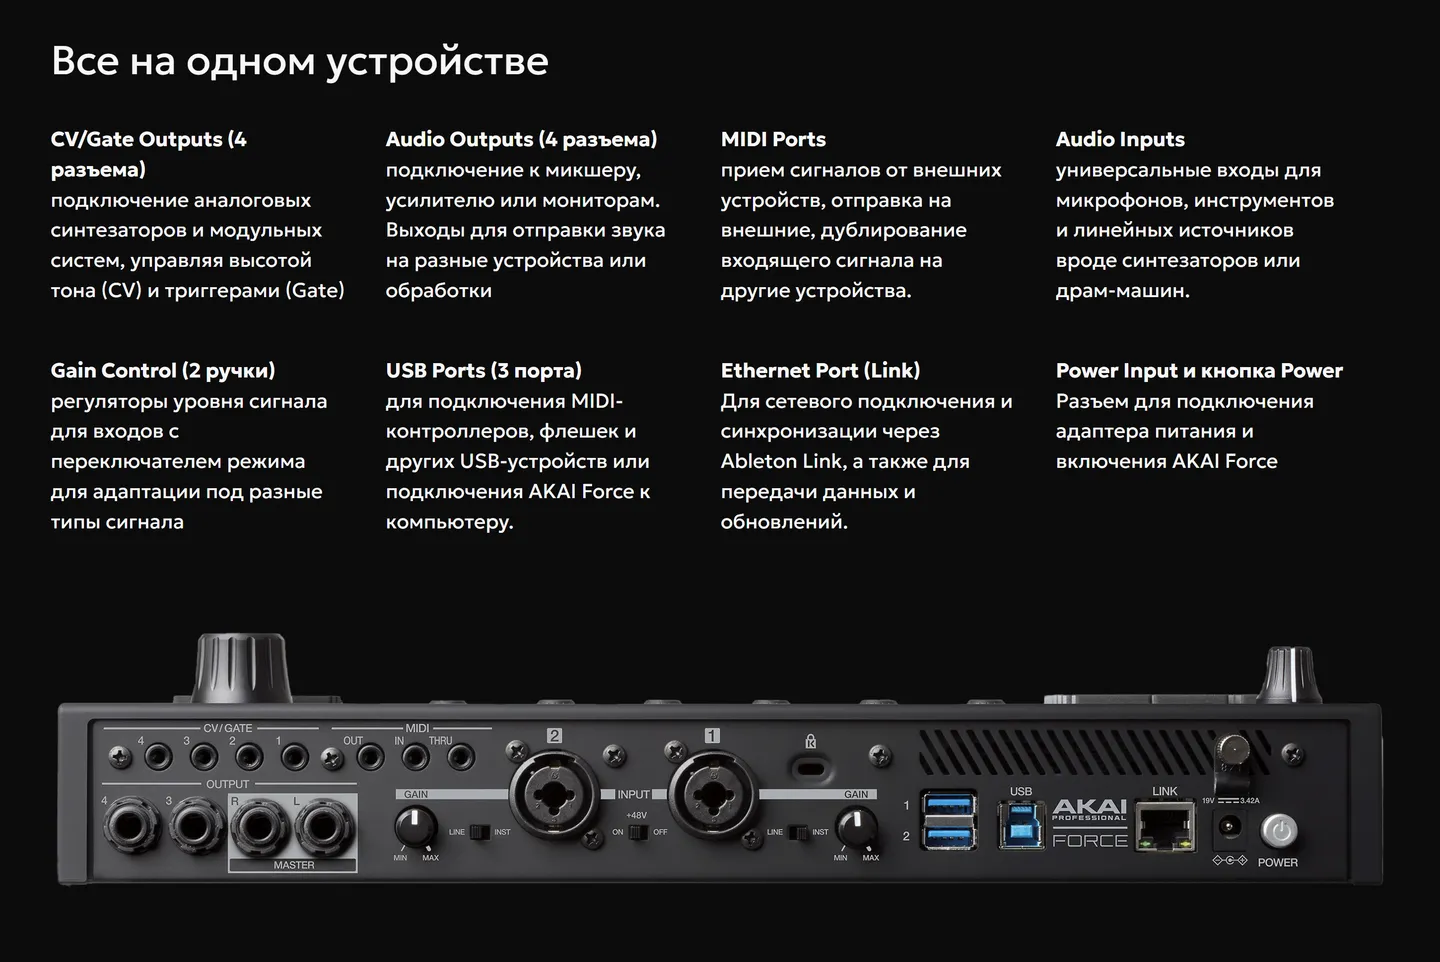 Все на одном устройстве
CV/Gate Outputs (4
разъема)
подключение аналоговых
синтезаторов и модульных
систем, управляя высотой
тона (CV) и триггерами (Gate)
Audio Outputs (4 разъема)
подключение к микшеру,
усилителю или мониторам.
Выходы для отправки звука
на разные устройства или
обработки
MIDI Ports
прием сигналов от внешних
устройств, отправка на
внешние, дублирование
входящего сигнала на
другие устройства.
Audio Inputs
универсальные входы для
микрофонов, инструментов
и линейных источников
вроде синтезаторов или
драм-машин.
Gain Control (2 ручки)
регуляторы уровня сигнала
для входов с
переключателем режима
для адаптации под разные
типы сигнала
USB Ports (3 порта)
для подключения MIDI-
контроллеров, флешек и
других USB-устройств или
подключения AKAI Force к
компьютеру.
Ethernet Port (Link)
Для сетевого подключения и
синхронизации через
Ableton Link, а также для
передачи данных и
обновлений.
Power Input и кнопка Power
Разъем для подключения
адаптера питания и
включения AKAI Force
CV/GATE
4 3 2 1
MIDI
OUT IN THRU
OUTPUT
4 3 R L
MASTER
GAIN
MIN MAX
LINE INST
2
INPUT
+48V
ON OFF
1
LINE INST
GAIN
MIN MAX
K
1
2
USB
AKAI
PROFESSIONAL
FORCE
LINK
19V 3.42A
POWER